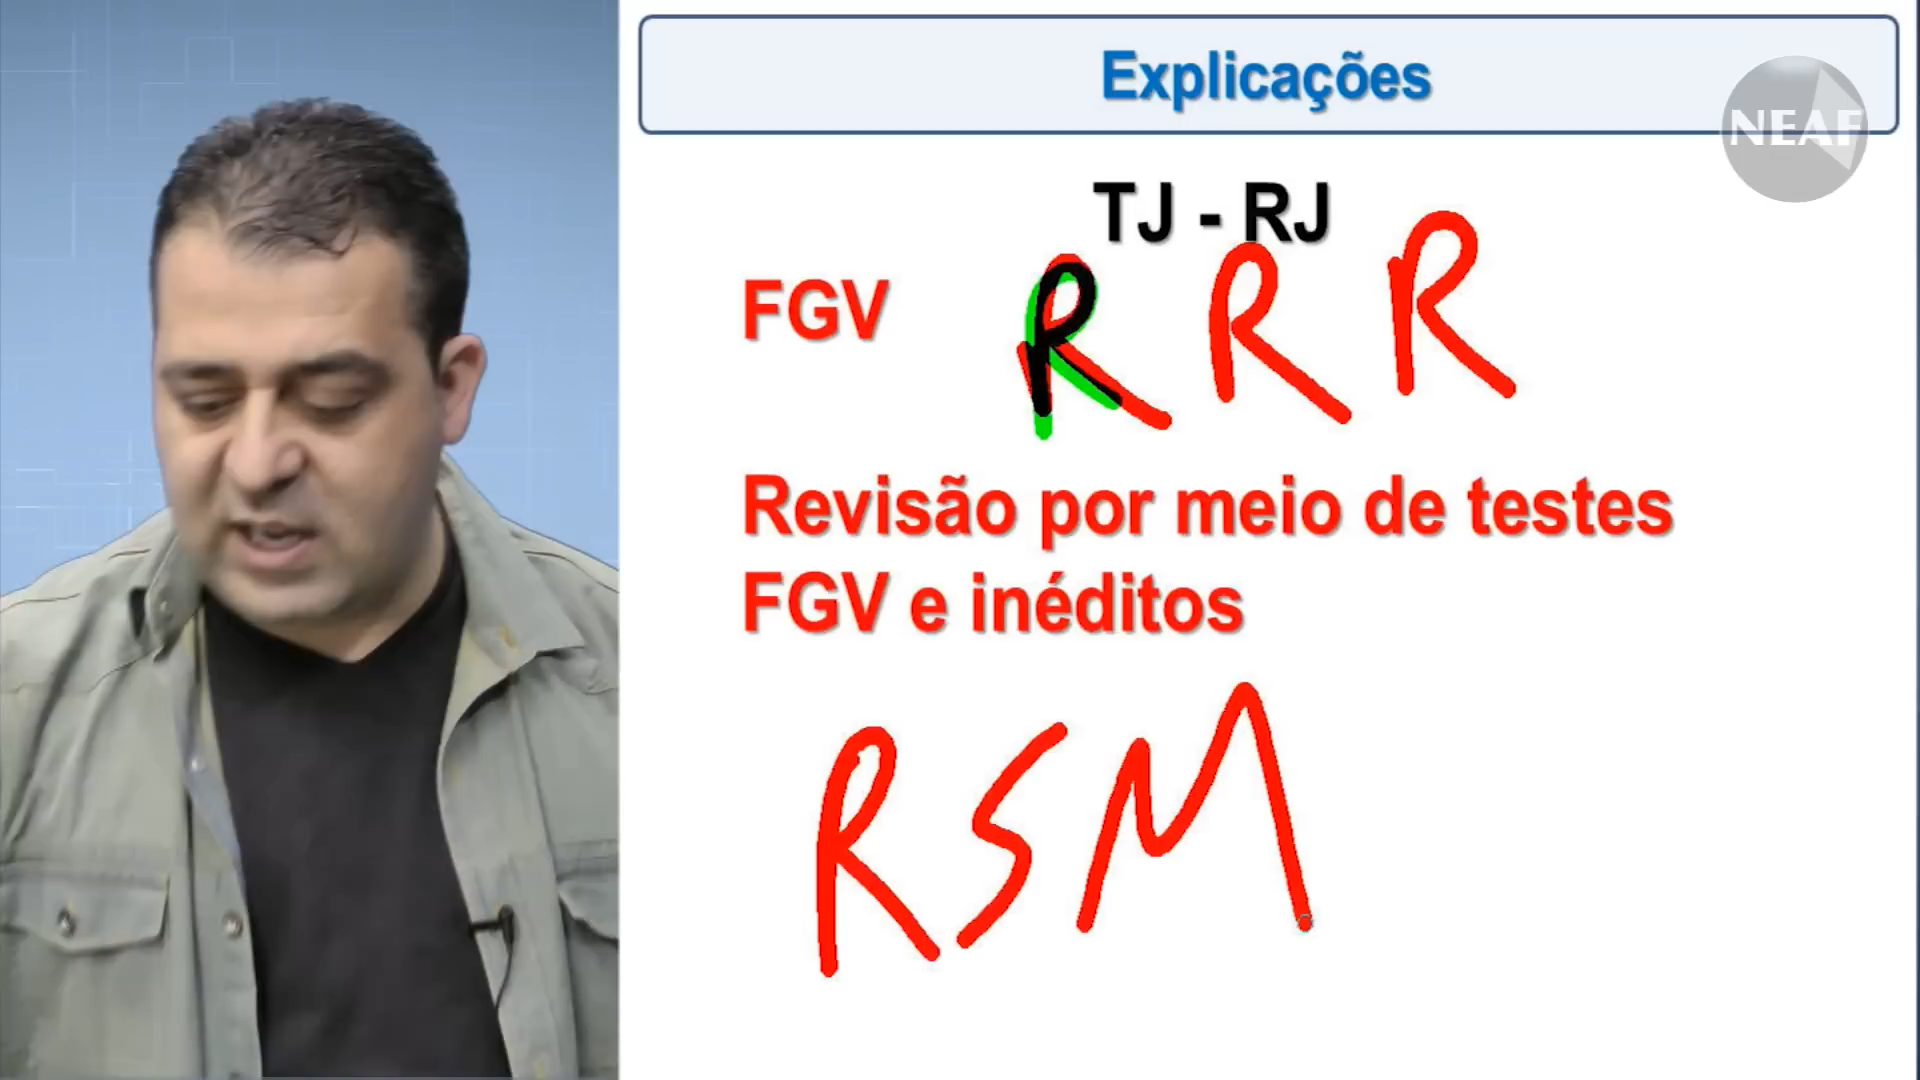 Explicações
NEAF
TJ - RJ
FGV R R R
Revisão por meio de testes
FGV e inéditos
RSM